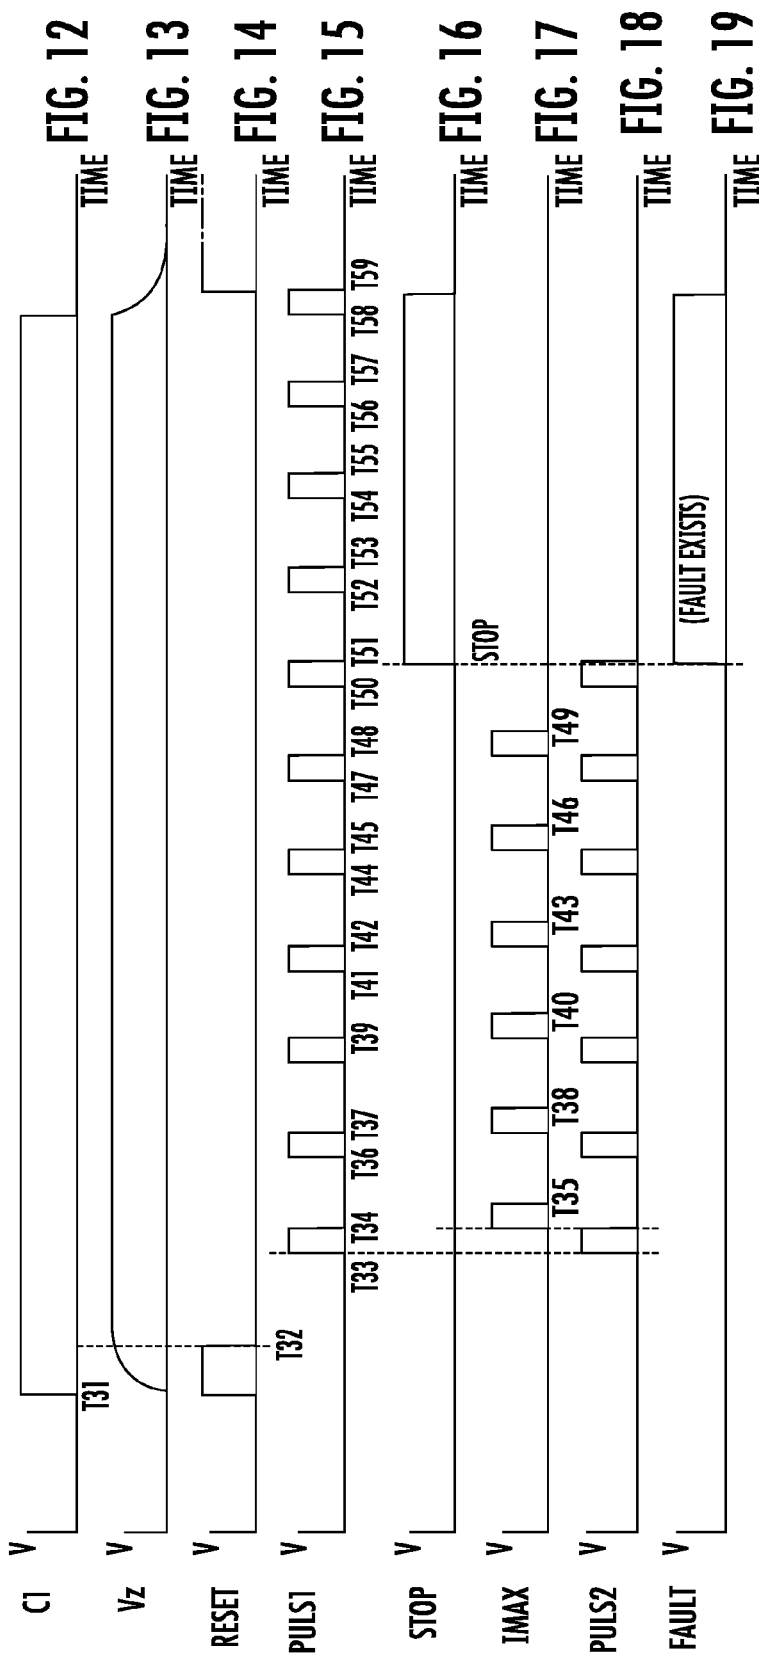 C1 V T31 TIME FIG. 12
Vz V TIME FIG. 13
RESET V T32 TIME FIG. 14
PULS1 V T33 T34 T36 T37 T39 T41 T42 T44 T45 T47 T48 T50 T51 T52 T53 T54 T55 T56 T57 T58 T59 TIME FIG. 15
STOP V STOP TIME FIG. 16
IMAX V T35 T38 T40 T43 T46 T49 TIME FIG. 17
PULS2 V TIME FIG. 18
FAULT V (FAULT EXISTS) TIME FIG. 19